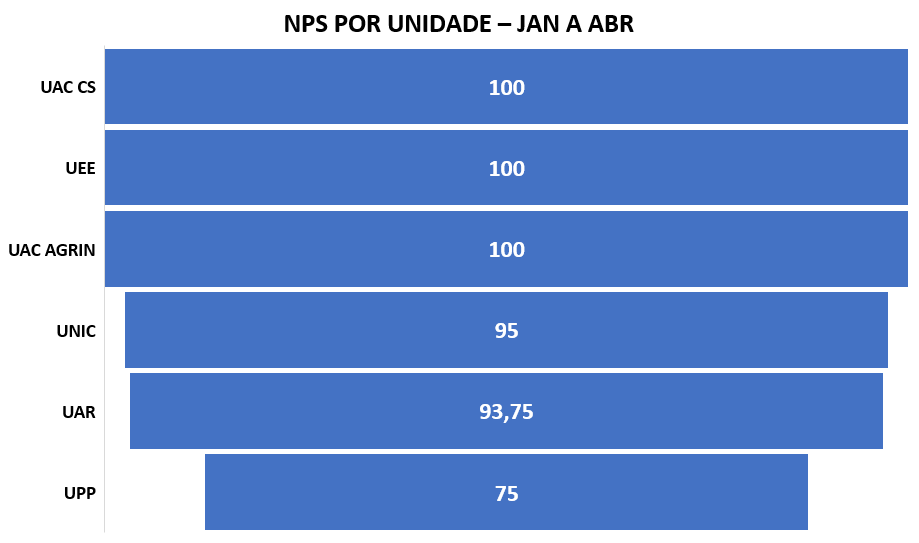 NPS POR UNIDADE – JAN A ABR
UAC CS 100
UEE 100
UAC AGRIN 100
UNIC 95
UAR 93,75
UPP 75